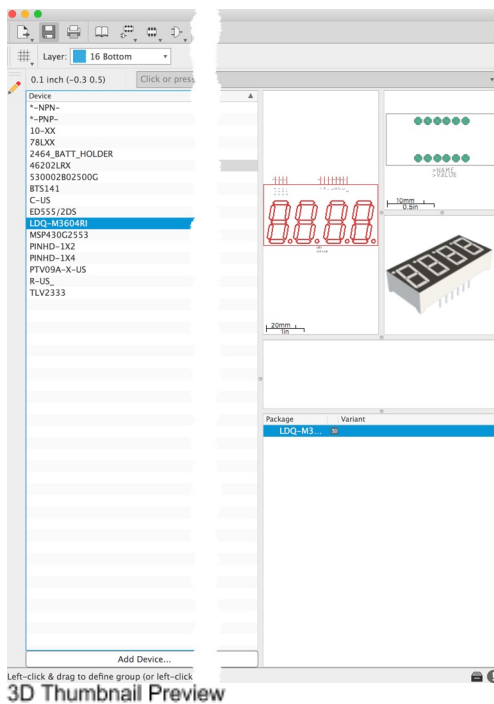 Layer: 16 Bottom
0.1 inch (-0.3 0.5) Click or press
Device
*-NPN-
*-PNP-
10-XX
78LXX
2464_BATT_HOLDER
46202LRX
530002B02500G
BTS141
C-US
ED555/2DS
LDQ-M3604RI
MSP430G2553
PINHD-1X2
PINHD-1X4
PTV09A-X-US
R-US_
TLV2333
>NAME
>VALUE
10mm
0.5in
20mm
1in
Package Variant
LDQ-M3... 3D
Add Device...
Left-click & drag to define group (or left-click
3D Thumbnail Preview